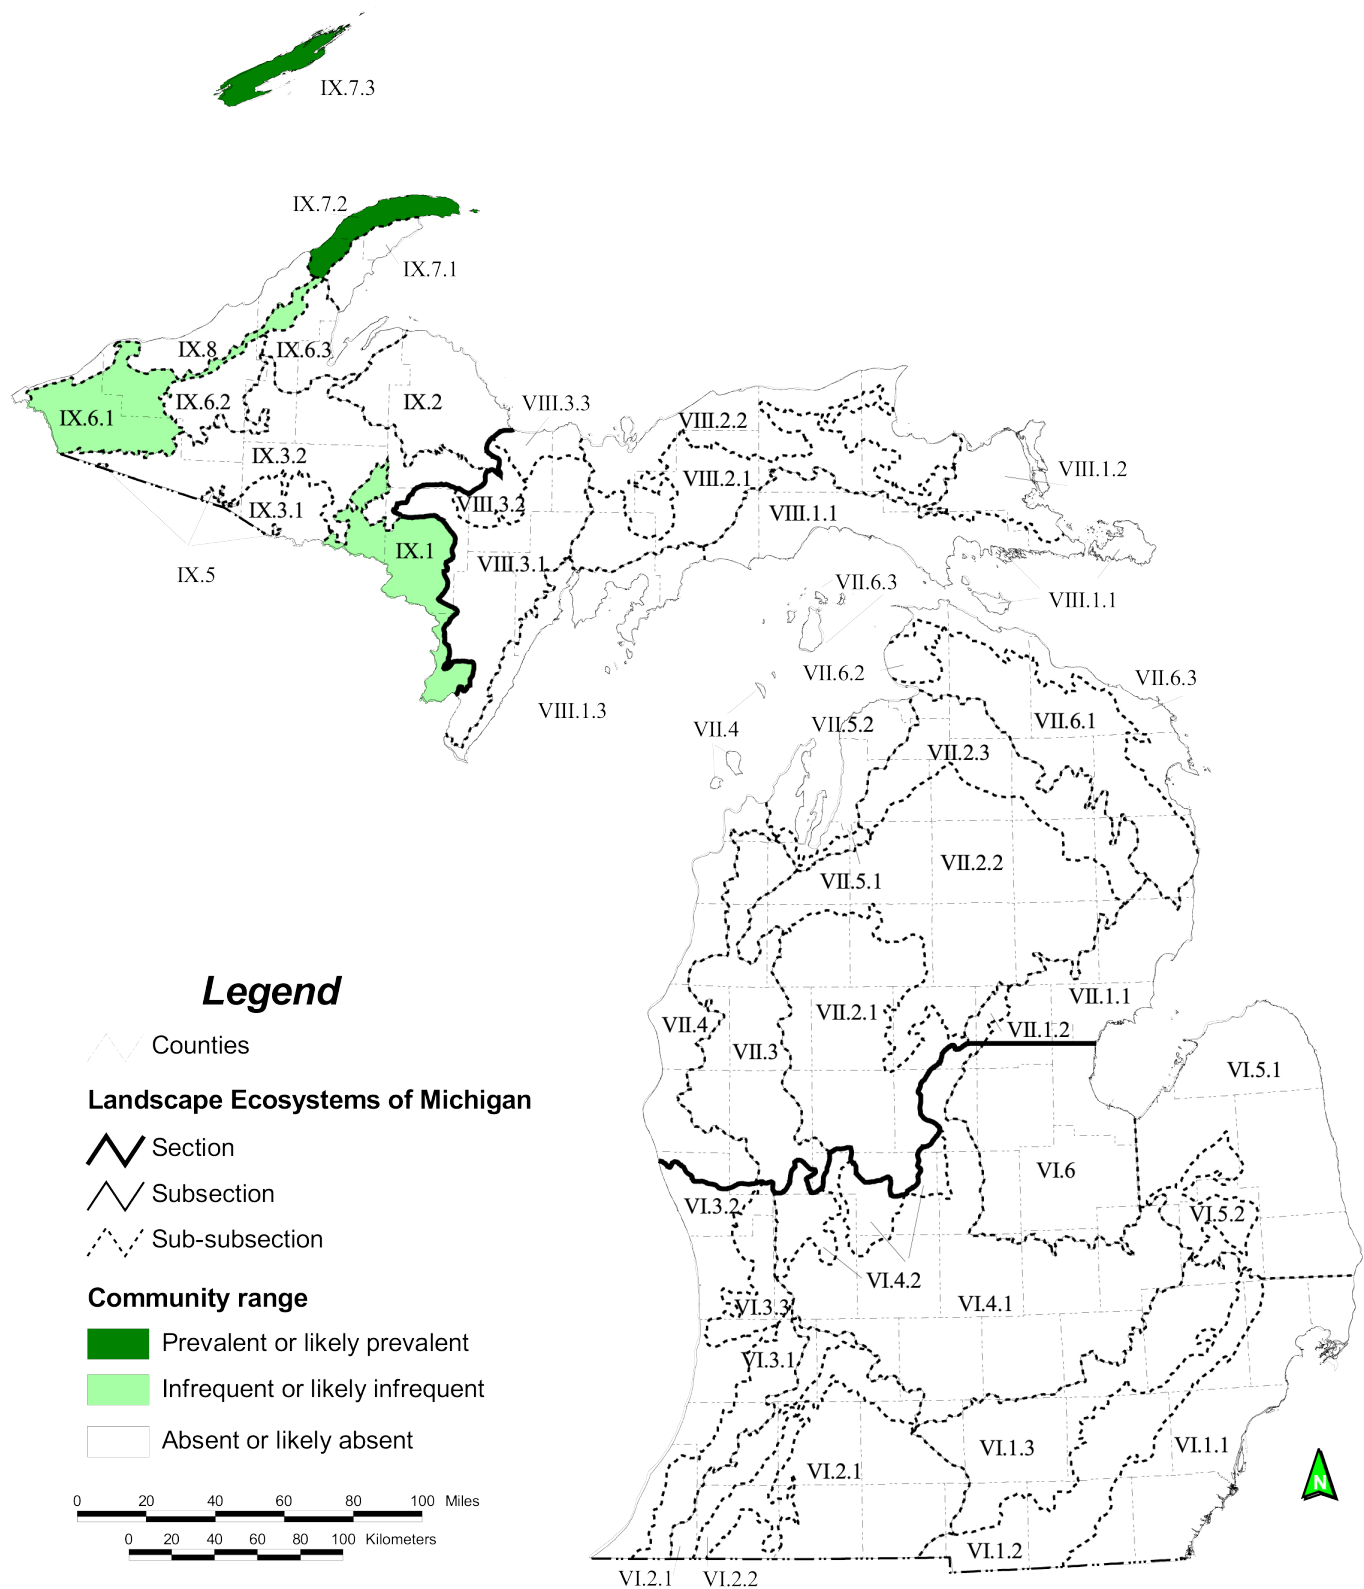 IX.7.3
IX.7.2
IX.7.1
IX.8
IX.6.3
IX.6.1
IX.6.2
IX.2
VIII.3.3
VIII.2.2
IX.3.2
VIII.2.1
VIII.1.2
IX.3.1
VIII.3.2
VIII.1.1
IX.1
VIII.3.1
IX.5
VII.6.3
VIII.1.1
VII.6.2
VII.6.3
VIII.1.3
VII.4
VII.5.2
VII.6.1
VII.2.3
VII.2.2
VII.5.1
VII.1.1
VII.4
VII.2.1
VII.1.2
VII.3
VI.5.1
VI.6
VI.3.2
VI.5.2
VI.4.2
VI.4.1
VI.3.3
VI.3.1
VI.1.3
VI.1.1
VI.2.1
VI.1.2
VI.2.1
VI.2.2
Legend
Counties
Landscape Ecosystems of Michigan
Section
Subsection
Sub-subsection
Community range
Prevalent or likely prevalent
Infrequent or likely infrequent
Absent or likely absent
0 20 40 60 80 100 Miles
0 20 40 60 80 100 Kilometers
N